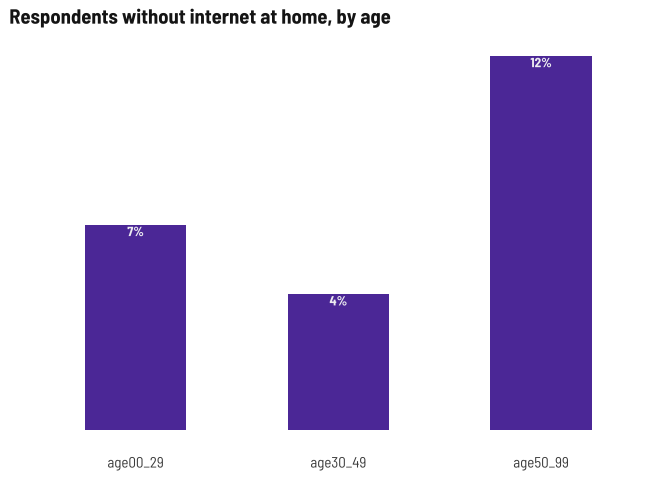 Respondents without internet at home, by age
12%
7%
4%
age00_29 age30_49 age50_99